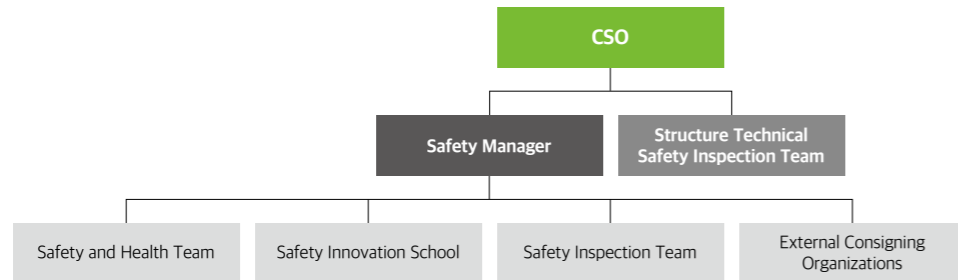 CSO
Safety Manager
Structure Technical
Safety Inspection Team
Safety and Health Team
Safety Innovation School
Safety Inspection Team
External Consigning
Organizations